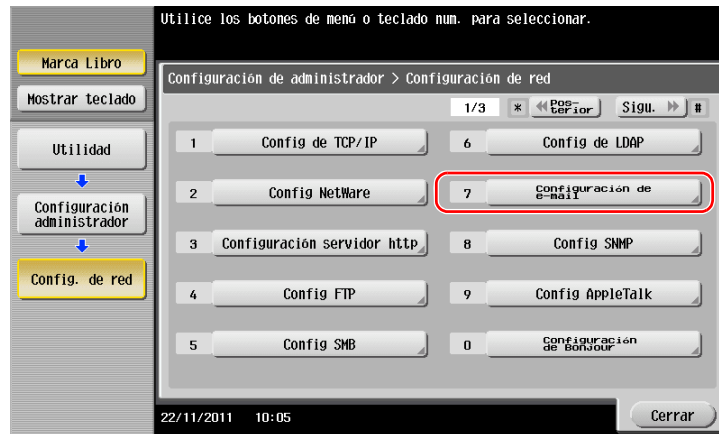 Utilice los botones de menú o teclado num. para seleccionar.
Marca Libro
Mostrar teclado
Utilidad
Configuración
administrador
Config. de red
Configuración de administrador > Configuración de red
1/3 * Pos-
terior Sigu. #
1 Config de TCP/IP
2 Config NetWare
3 Configuración servidor http
4 Config FTP
5 Config SMB
6 Config de LDAP
7 Configuración de
e-mail
8 Config SNMP
9 Config AppleTalk
0 Configuración
de Bonjour
22/11/2011 10:05
Cerrar